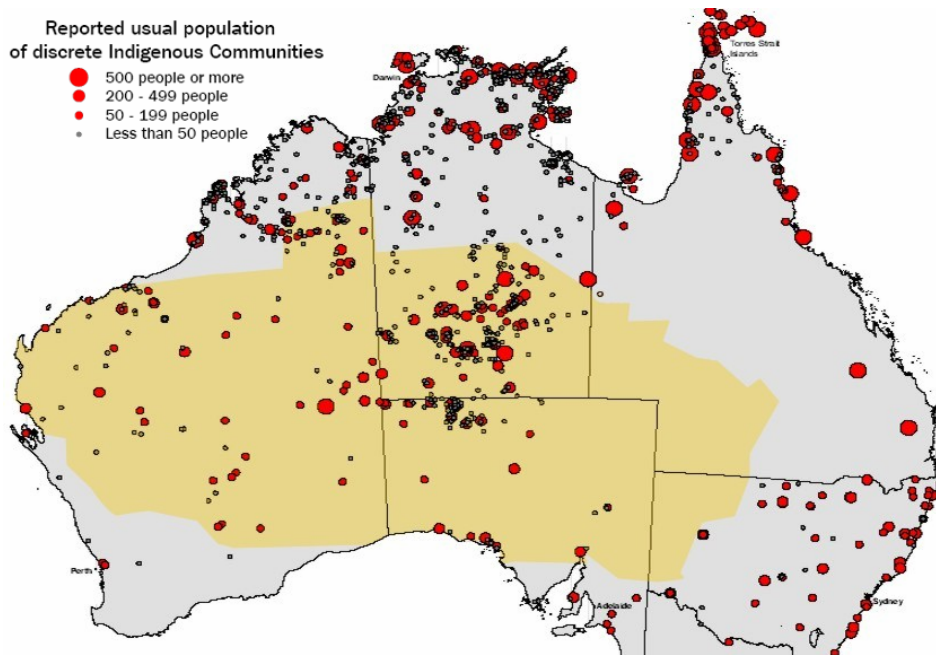 Reported usual population
of discrete Indigenous Communities
500 people or more
200 - 499 people
50 - 199 people
Less than 50 people
Darwin
Torres Strait
Islands
Perth
Adelaide
Sydney